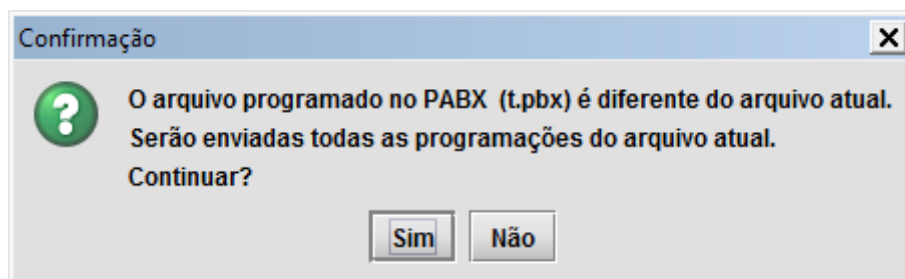 Confirmação
O arquivo programado no PABX (t.pbx) é diferente do arquivo atual.
Serão enviadas todas as programações do arquivo atual.
Continuar?
Sim Não